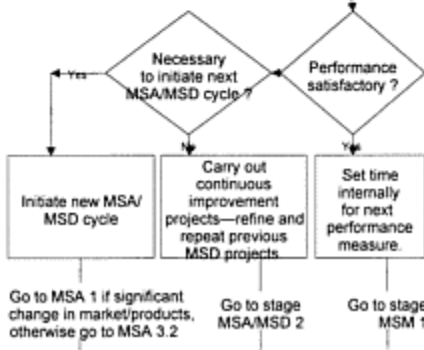 Necessary
to initiate next
MSA/MSD cycle ?
Performance
satisfactory ?
Yes
No
Yes
Initiate new MSA/
MSD cycle
Carry out
continuous
improvement
projects—refine and
repeat previous
MSD projects
Set time
internally
for next
performance
measure.
Go to MSA 1 if significant
change in market/products,
otherwise go to MSA 3.2
Go to stage
MSA/MSD 2
Go to stage
MSM 1